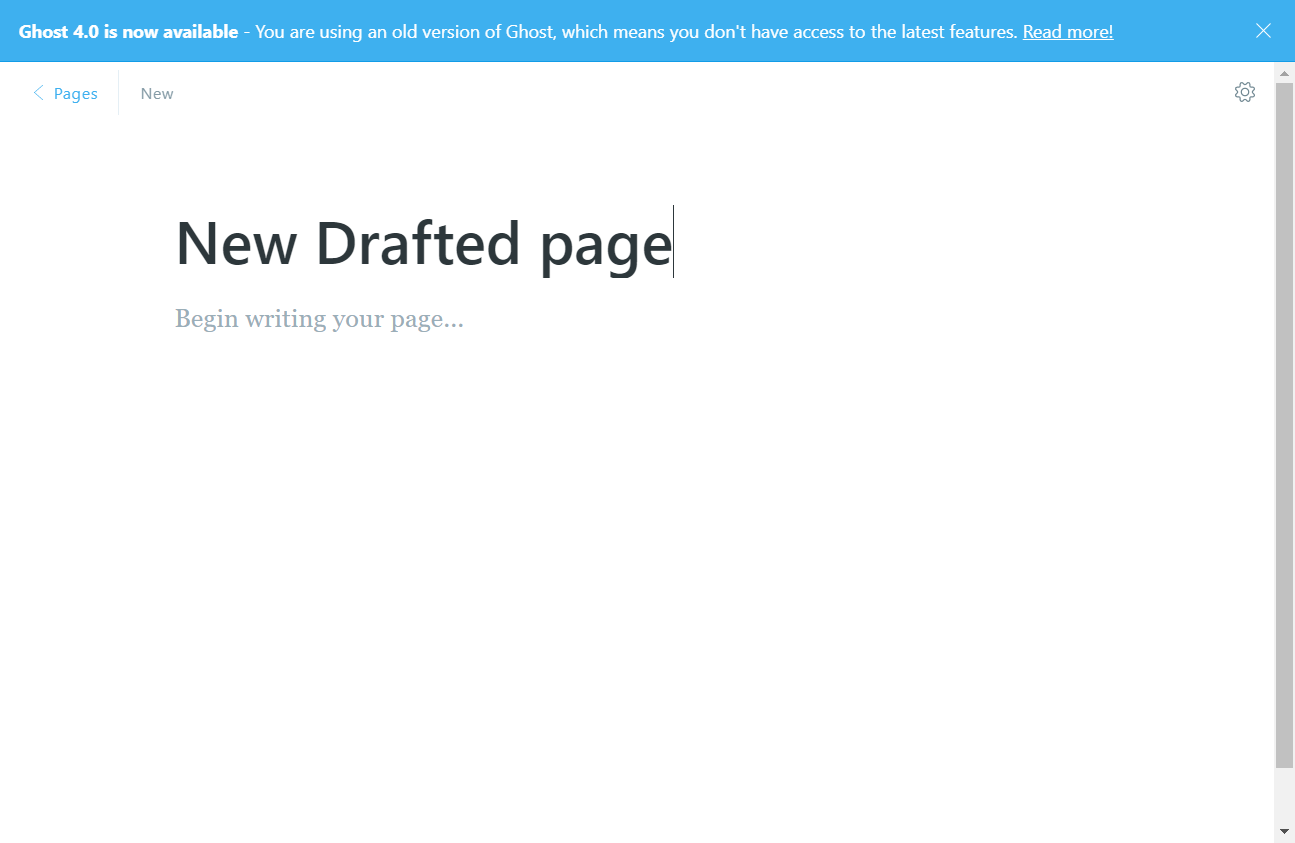 Ghost 4.0 is now available - You are using an old version of Ghost, which means you don't have access to the latest features. Read more!
Pages
New
New Drafted page
Begin writing your page...